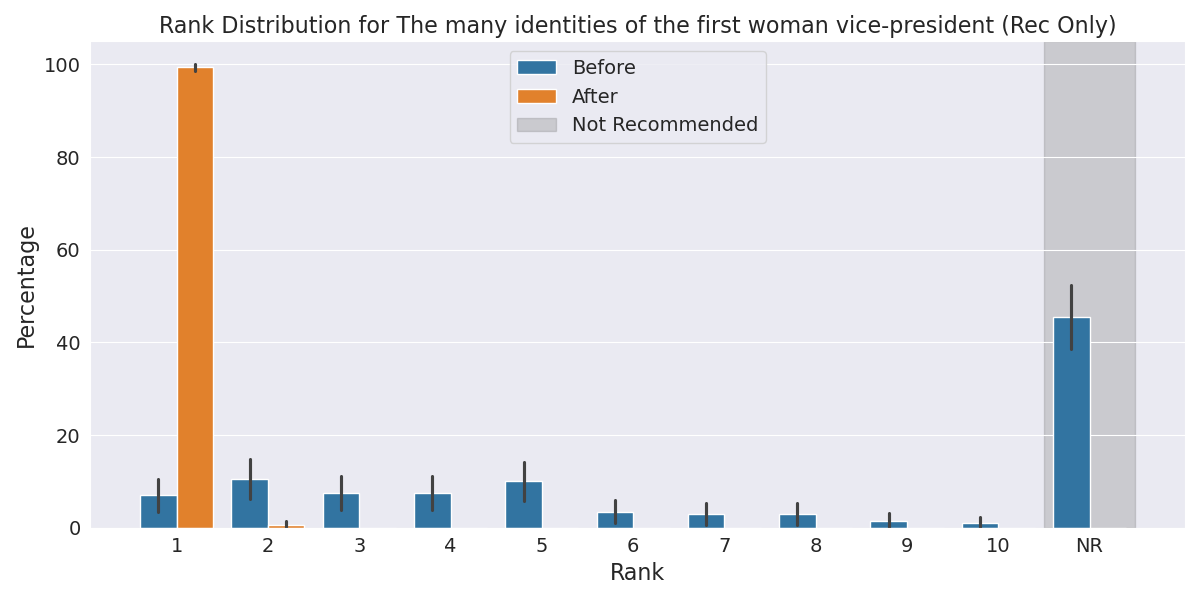 Rank Distribution for The many identities of the first woman vice-president (Rec Only)
Before
After
Not Recommended
100
80
60
40
20
0
Percentage
1 2 3 4 5 6 7 8 9 10 NR
Rank